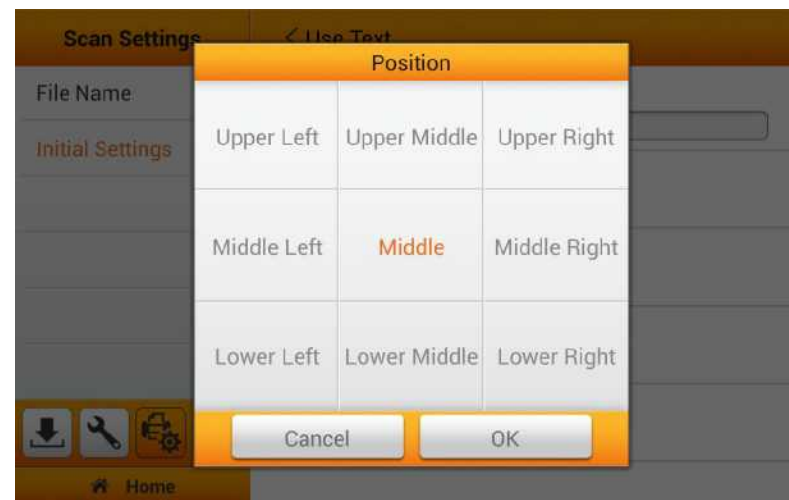 Scan Settings
< Use Text
Position
File Name
Initial Settings
Upper Left
Upper Middle
Upper Right
Middle Left
Middle
Middle Right
Lower Left
Lower Middle
Lower Right
Cancel
OK
Home